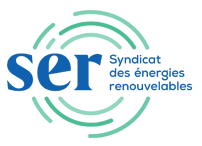 ser
Syndicat
des énergies
renouvelables